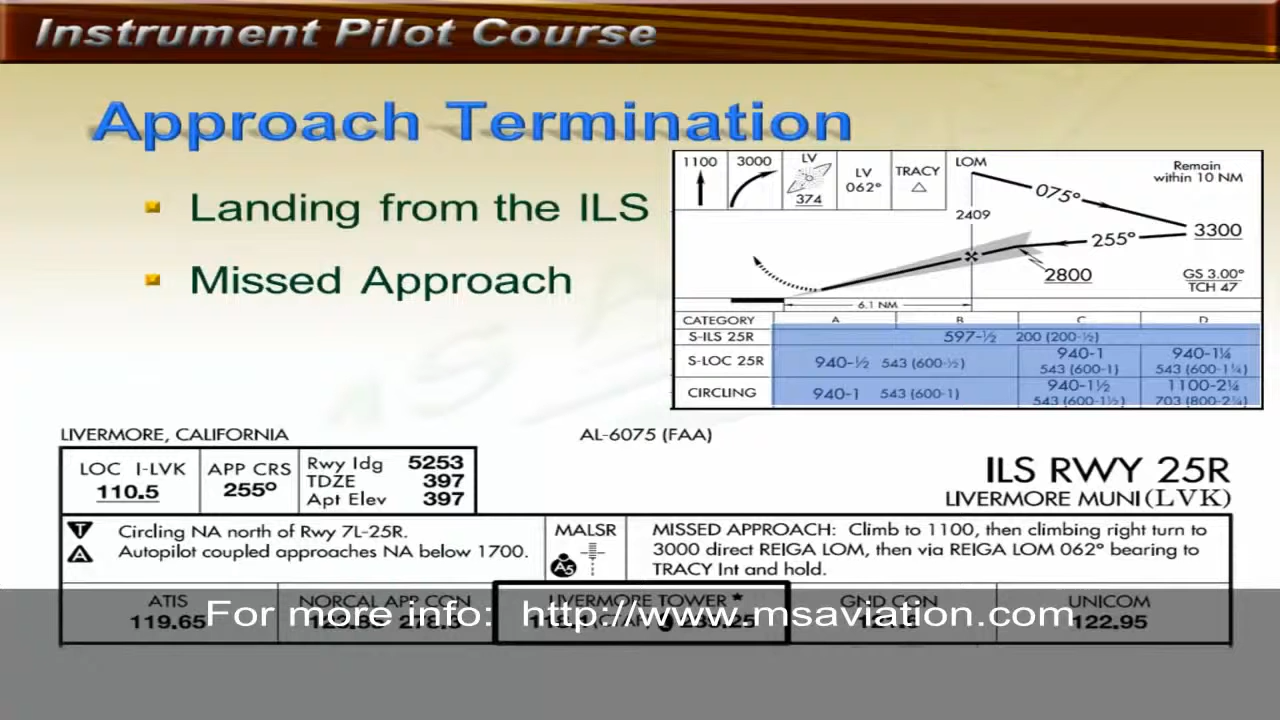 Instrument Pilot Course
Approach Termination
Landing from the ILS
Missed Approach
1100
3000
LV
374
LV
062°
TRACY
LOM
2409
075°
Remain
within 10 NM
3300
255°
2800
GS 3.00°
TCH 47
6.1 NM
CATEGORY A B C D
S-ILS 25R 597-½ 200 (200-½)
S-LOC 25R 940-½ 543 (600-½) 940-1 543 (600-1) 940-1¼ 543 (600-1¼)
CIRCLING 940-1 543 (600-1) 940-1½ 543 (600-1½) 1100-2¼ 703 (800-2¼)
LIVERMORE, CALIFORNIA
AL-6075 (FAA)
LOC I-LVK
110.5
APP CRS
255°
Rwy ldg 5253
TDZE 397
Apt Elev 397
ILS RWY 25R
LIVERMORE MUNI (LVK)
T
A
Circling NA north of Rwy 7L-25R.
Autopilot coupled approaches NA below 1700.
MALSR
A5
MISSED APPROACH: Climb to 1100, then climbing right turn to
3000 direct REIGA LOM, then via REIGA LOM 062° bearing to
TRACY Int and hold.
ATIS
119.65
NORCAL APP CON
LIVERMORE TOWER *
GND CON
UNICOM
122.95
For more info: http://www.msaviation.com